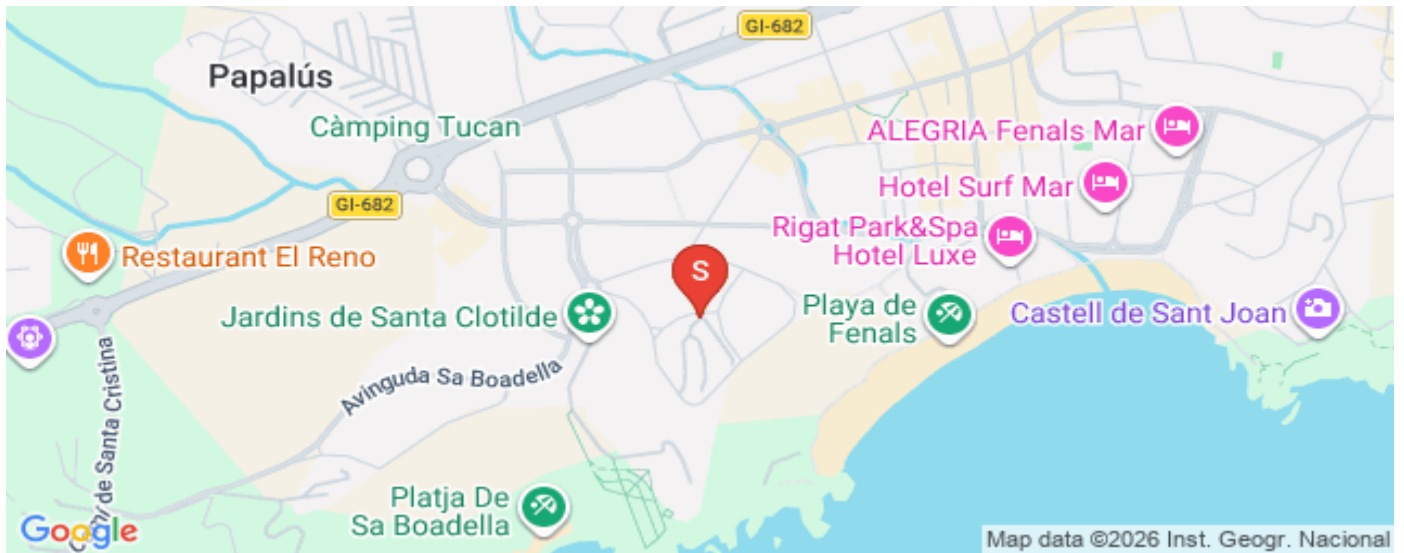 GI-682
Papalús
Càmping Tucan
ALEGRIA Fenals Mar
Hotel Surf Mar
GI-682
Rigat Park&Spa
Hotel Luxe
Restaurant El Reno
S
Jardins de Santa Clotilde
Playa de
Fenals
Castell de Sant Joan
Avinguda Sa Boadella
de Santa Cristina
Platja De
Sa Boadella
Google
Map data ©2026 Inst. Geogr. Nacional